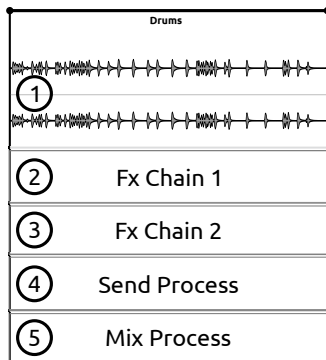 Drums
1
2 Fx Chain 1
3 Fx Chain 2
4 Send Process
5 Mix Process